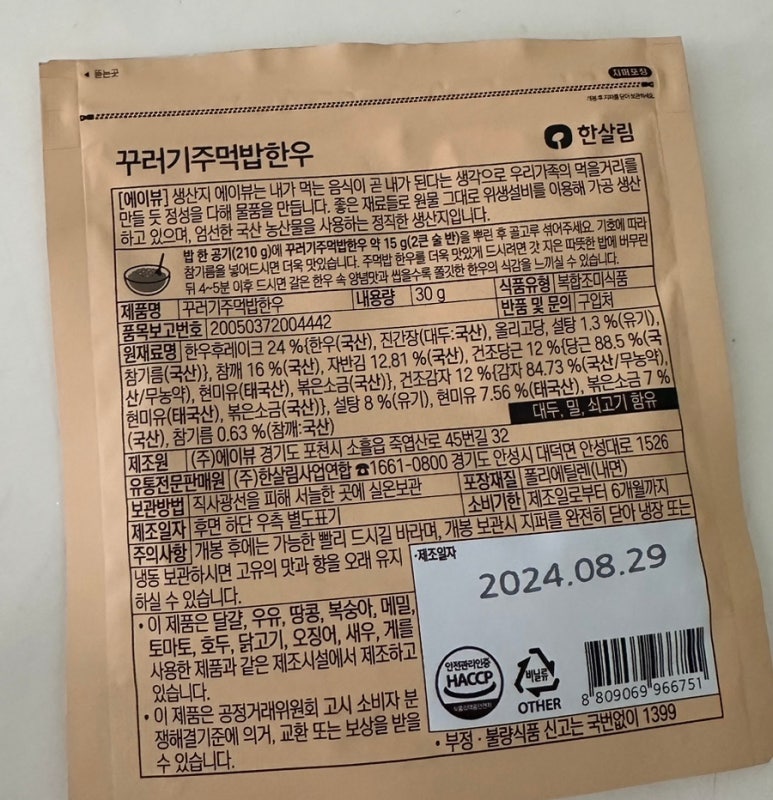 ◀ 뜯는곳
지퍼포장
개봉 후 지퍼를 닫아 보관하세요.
한살림
꾸러기주먹밥한우
[에이뷰] 생산지 에이뷰는 내가 먹는 음식이 곧 내가 된다는 생각으로 우리가족의 먹을거리를
만들 듯 정성을 다해 물품을 만듭니다. 좋은 재료들로 원물 그대로 위생설비를 이용해 가공 생산
하고 있으며, 엄선한 국산 농산물을 사용하는 정직한 생산지입니다.
밥 한 공기(210 g)에 꾸러기주먹밥한우 약 15 g(2큰 술 반)을 뿌린 후 골고루 섞어주세요. 기호에 따라
참기름을 넣어드시면 더욱 맛있습니다. 주먹밥 한우를 더욱 맛있게 드시려면 갓 지은 따뜻한 밥에 버무린
뒤 4~5분 이후 드시면 갈은 한우 속 양념맛과 씹을수록 쫄깃한 한우의 식감을 느끼실 수 있습니다.
제품명 꾸러기주먹밥한우 내용량 30 g 식품유형 복합조미식품
품목보고번호 20050372004442 반품 및 문의 구입처
원재료명 한우후레이크 24 %{한우(국산), 진간장(대두:국산), 올리고당, 설탕 1.3 %(유기),
참기름(국산)}, 참깨 16 %(국산), 자반김 12.81 %(국산), 건조당근 12 %{당근 88.5 %(국
산/무농약), 현미유(태국산), 볶은소금(국산)}, 건조감자 12 %{감자 84.73 %(국산/무농약),
현미유(태국산), 볶은소금(국산)}, 설탕 8 %(유기), 현미유 7.56 %(태국산), 볶은소금 7 %
(국산), 참기름 0.63 %(참깨:국산) 대두, 밀, 쇠고기 함유
제조원 (주)에이뷰 경기도 포천시 소흘읍 죽엽산로 45번길 32
유통전문판매원 (주)한살림사업연합 ☎1661-0800 경기도 안성시 대덕면 안성대로 1526
보관방법 직사광선을 피해 서늘한 곳에 실온보관 포장재질 폴리에틸렌(내면)
제조일자 후면 하단 우측 별도표기 소비기한 제조일로부터 6개월까지
주의사항 개봉 후에는 가능한 빨리 드시길 바라며, 개봉 보관시 지퍼를 완전히 닫아 냉장 또는
냉동 보관하시면 고유의 맛과 향을 오래 유지
하실 수 있습니다.
·제조일자
2024.08.29
• 이 제품은 달걀, 우유, 땅콩, 복숭아, 메밀,
토마토, 호두, 닭고기, 오징어, 새우, 게를
사용한 제품과 같은 제조시설에서 제조하고
있습니다.
• 이 제품은 공정거래위원회 고시 소비자 분
쟁해결기준에 의거, 교환 또는 보상을 받을
수 있습니다.
안전관리인증
HACCP
식품의약품안전처
비닐류
OTHER
8 809069 966751
• 부정 · 불량식품 신고는 국번없이 1399